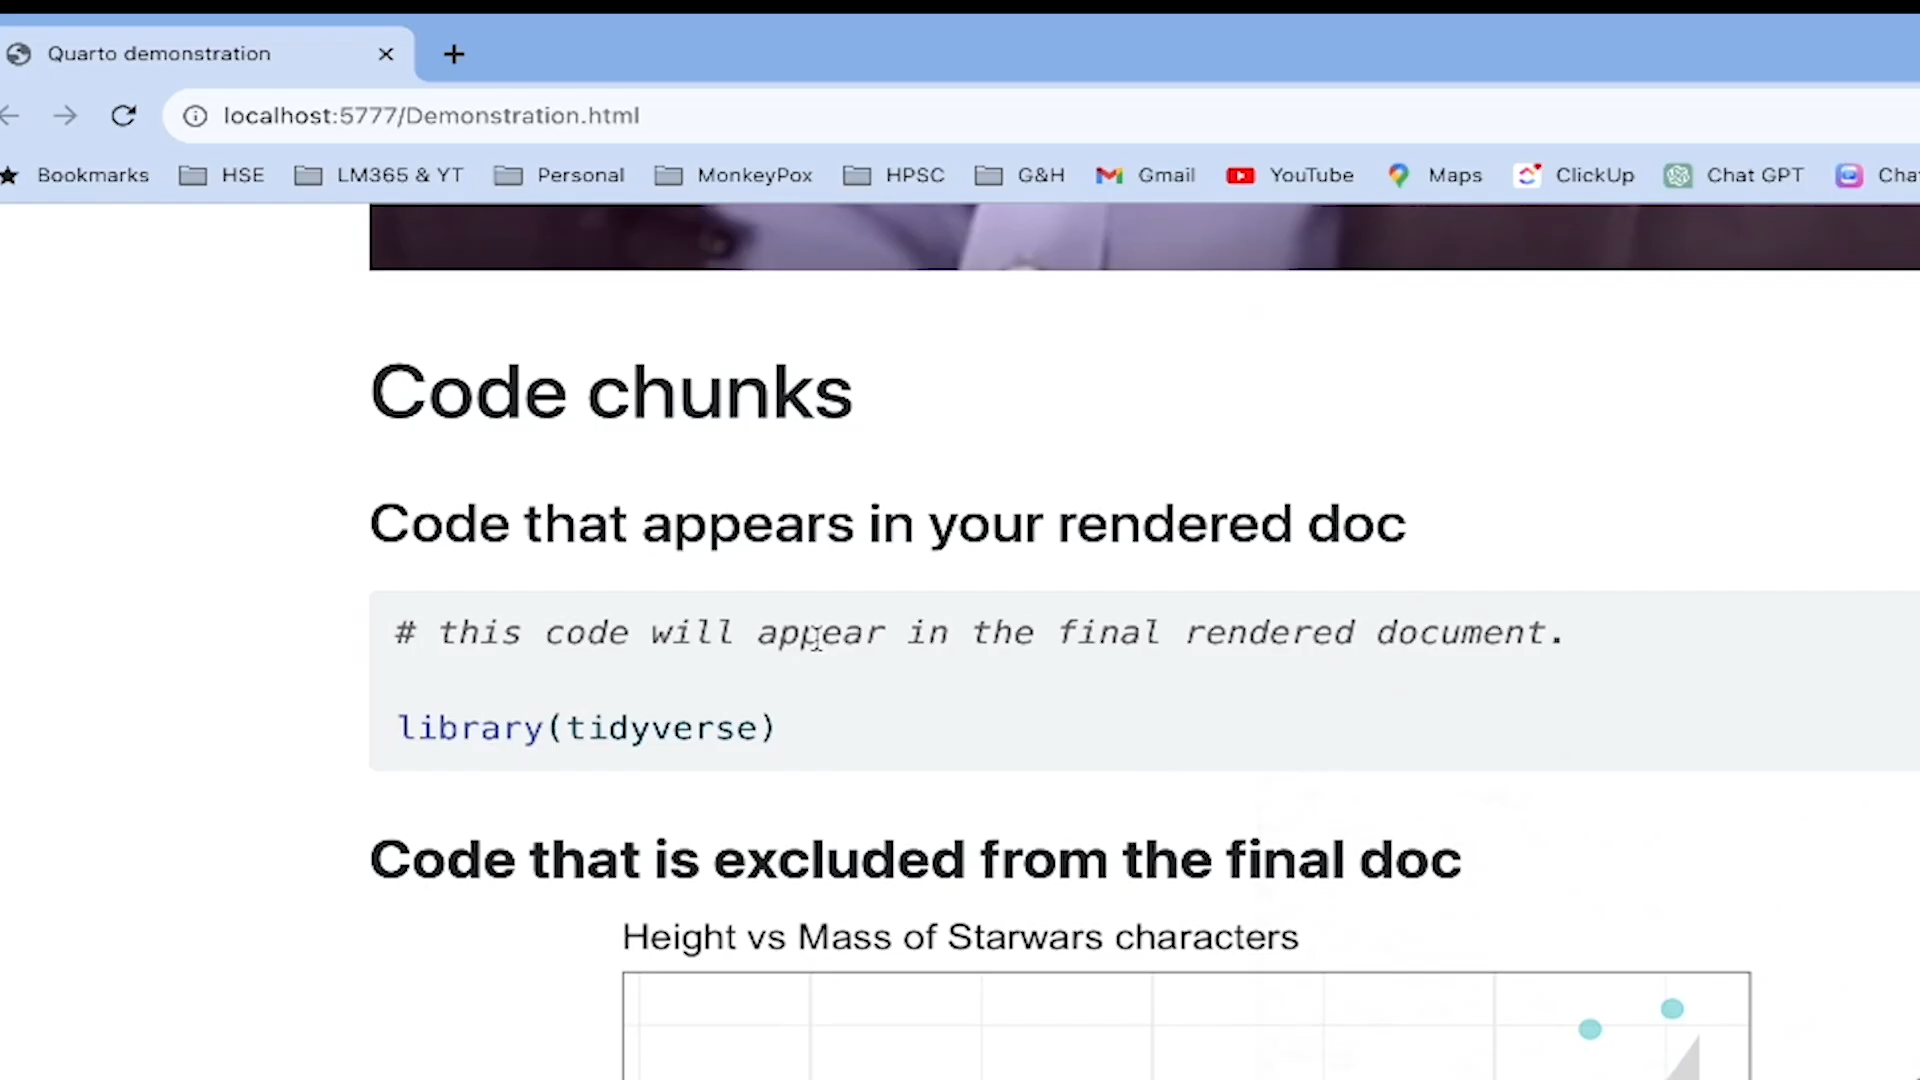 Quarto demonstration
localhost:5777/Demonstration.html
Bookmarks HSE LM365 & YT Personal MonkeyPox HPSC G&H Gmail YouTube Maps ClickUp Chat GPT
Code chunks
Code that appears in your rendered doc
# this code will appear in the final rendered document.
library(tidyverse)
Code that is excluded from the final doc
Height vs Mass of Starwars characters